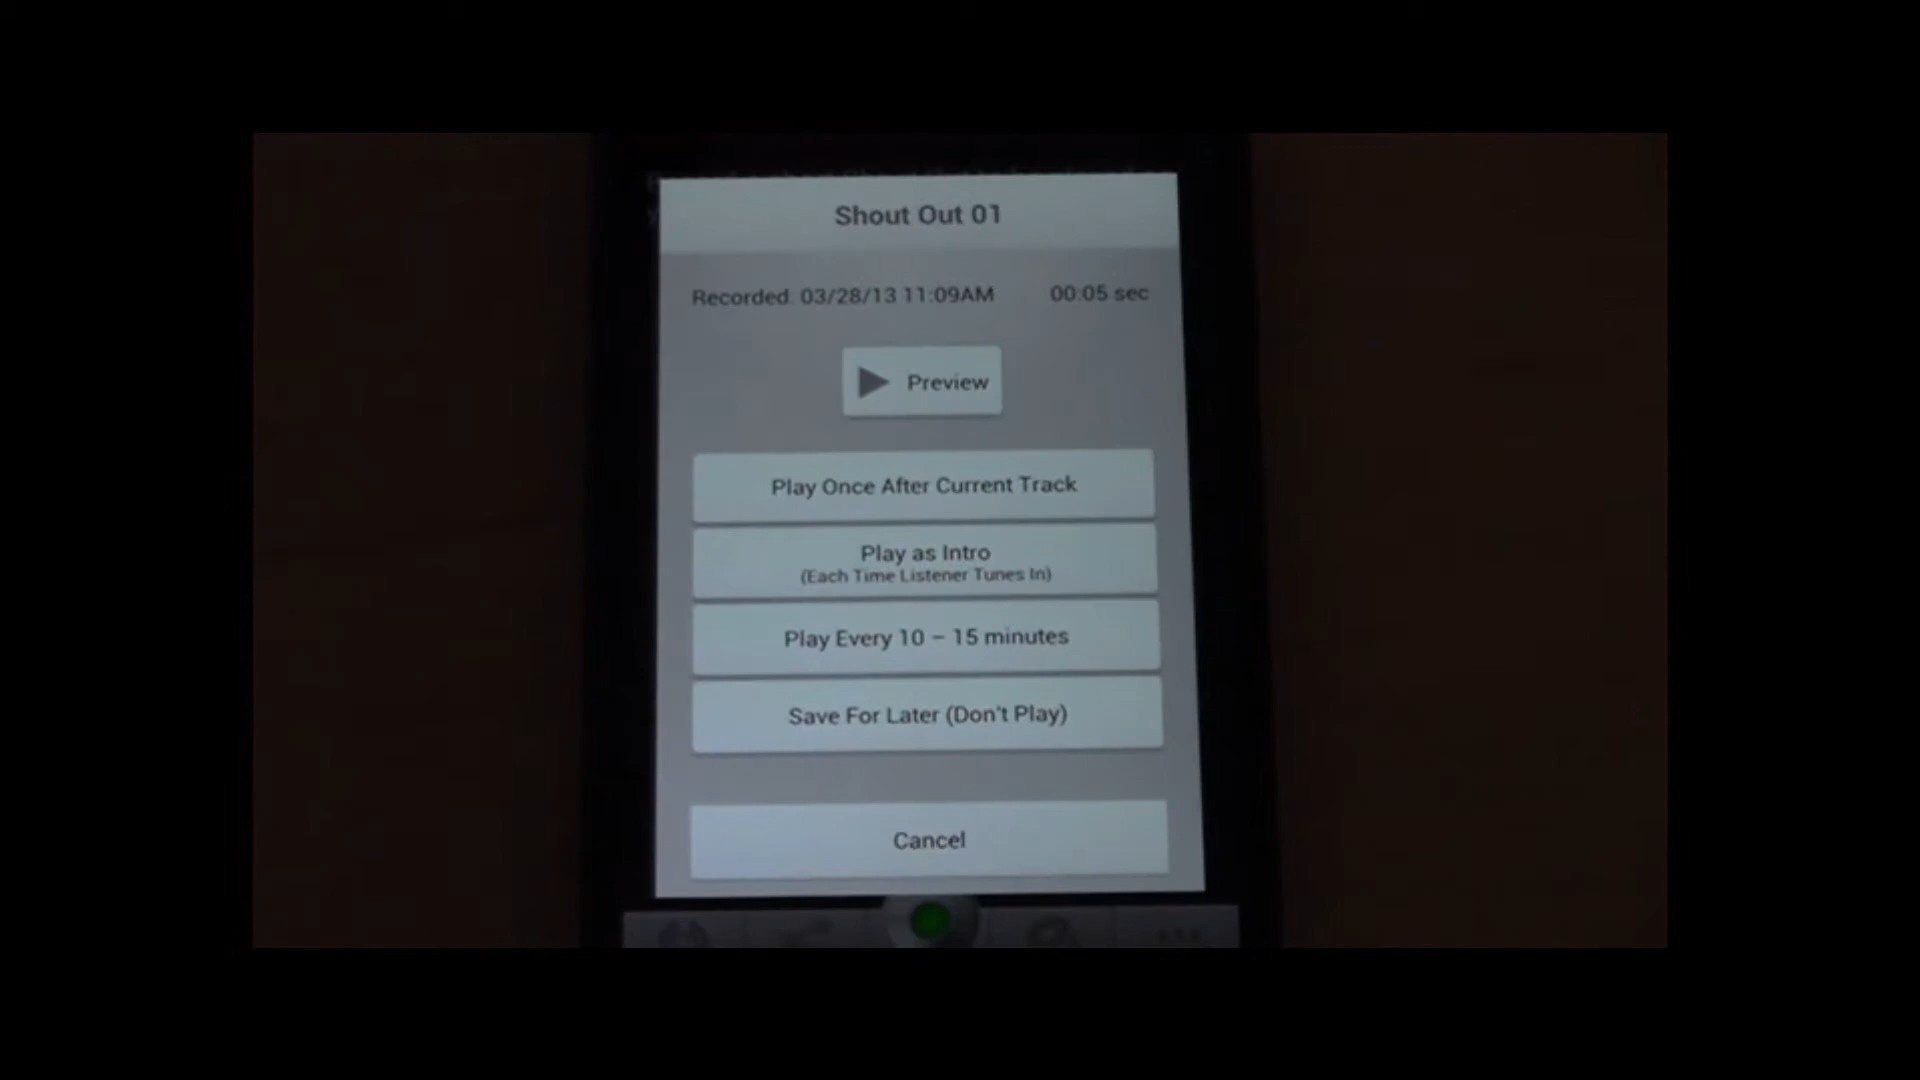 Shout Out 01
Recorded: 03/28/13 11:09AM 00:05 sec
Preview
Play Once After Current Track
Play as Intro
(Each Time Listener Tunes In)
Play Every 10 – 15 minutes
Save For Later (Don't Play)
Cancel